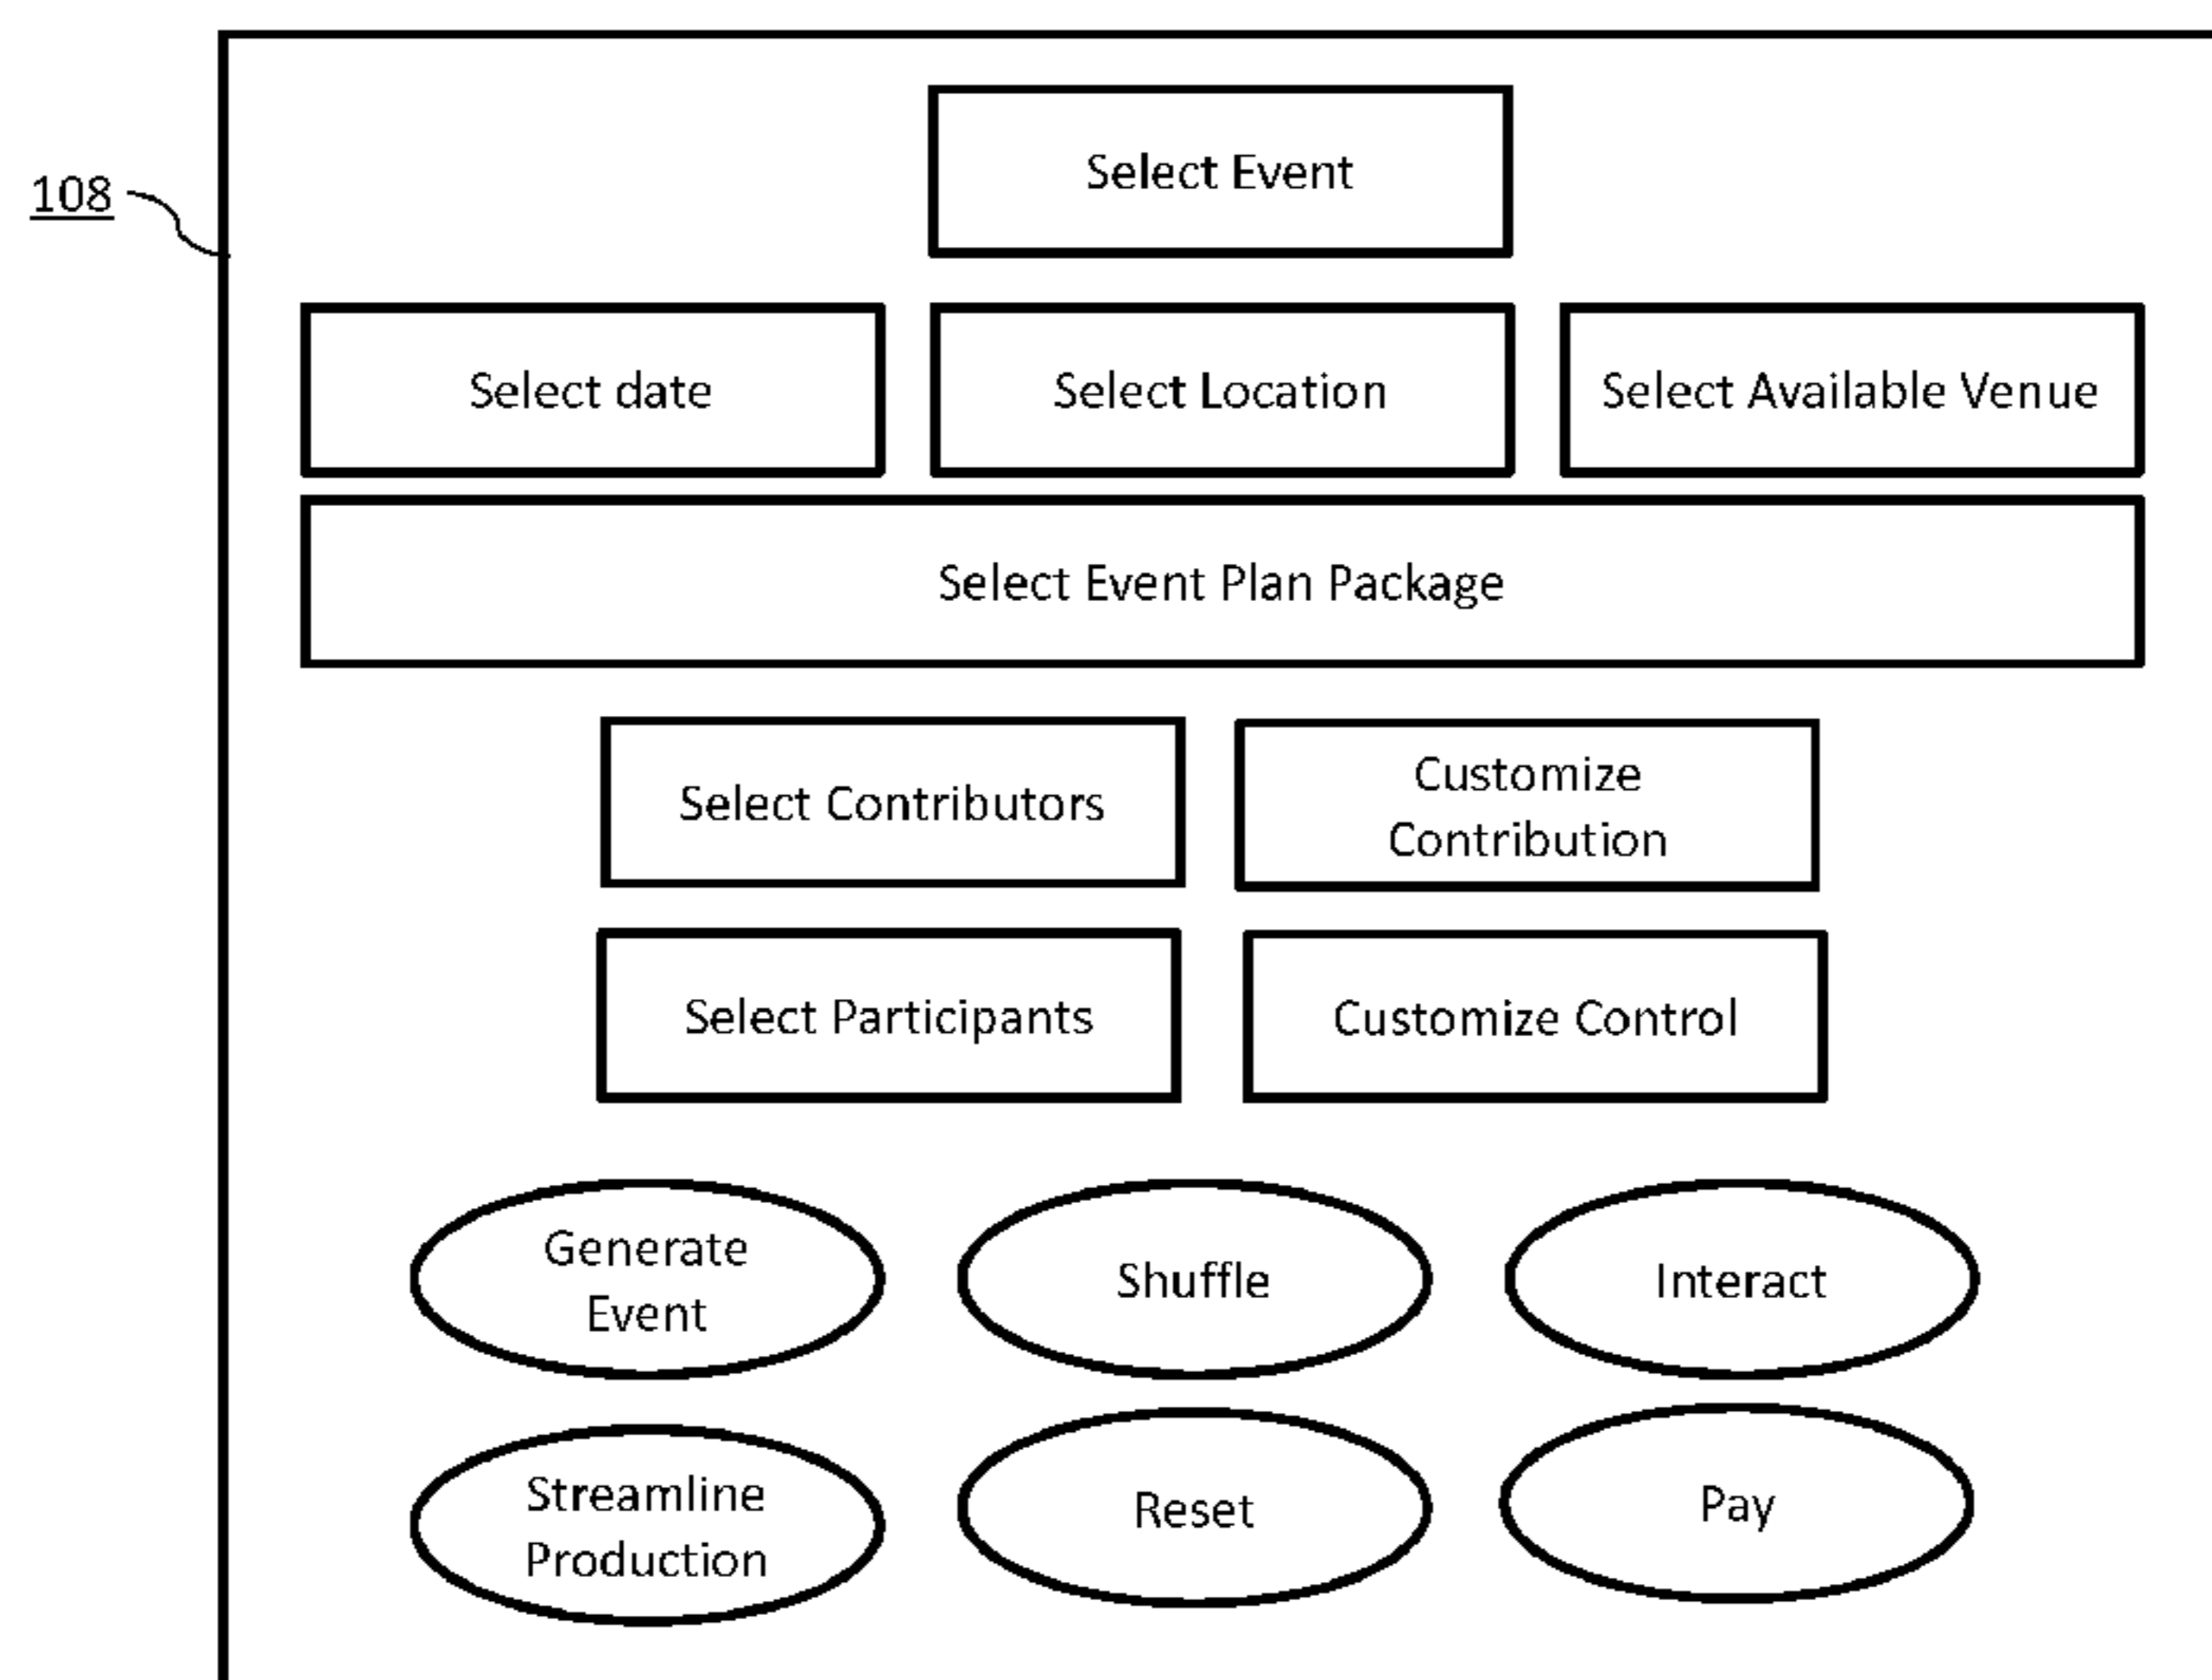 Select Event
108
Select date
Select Location
Select Available Venue
Select Event Plan Package
Select Contributors
Customize
Contribution
Select Participants
Customize Control
Generate
Event
Shuffle
Interact
Streamline
Production
Reset
Pay